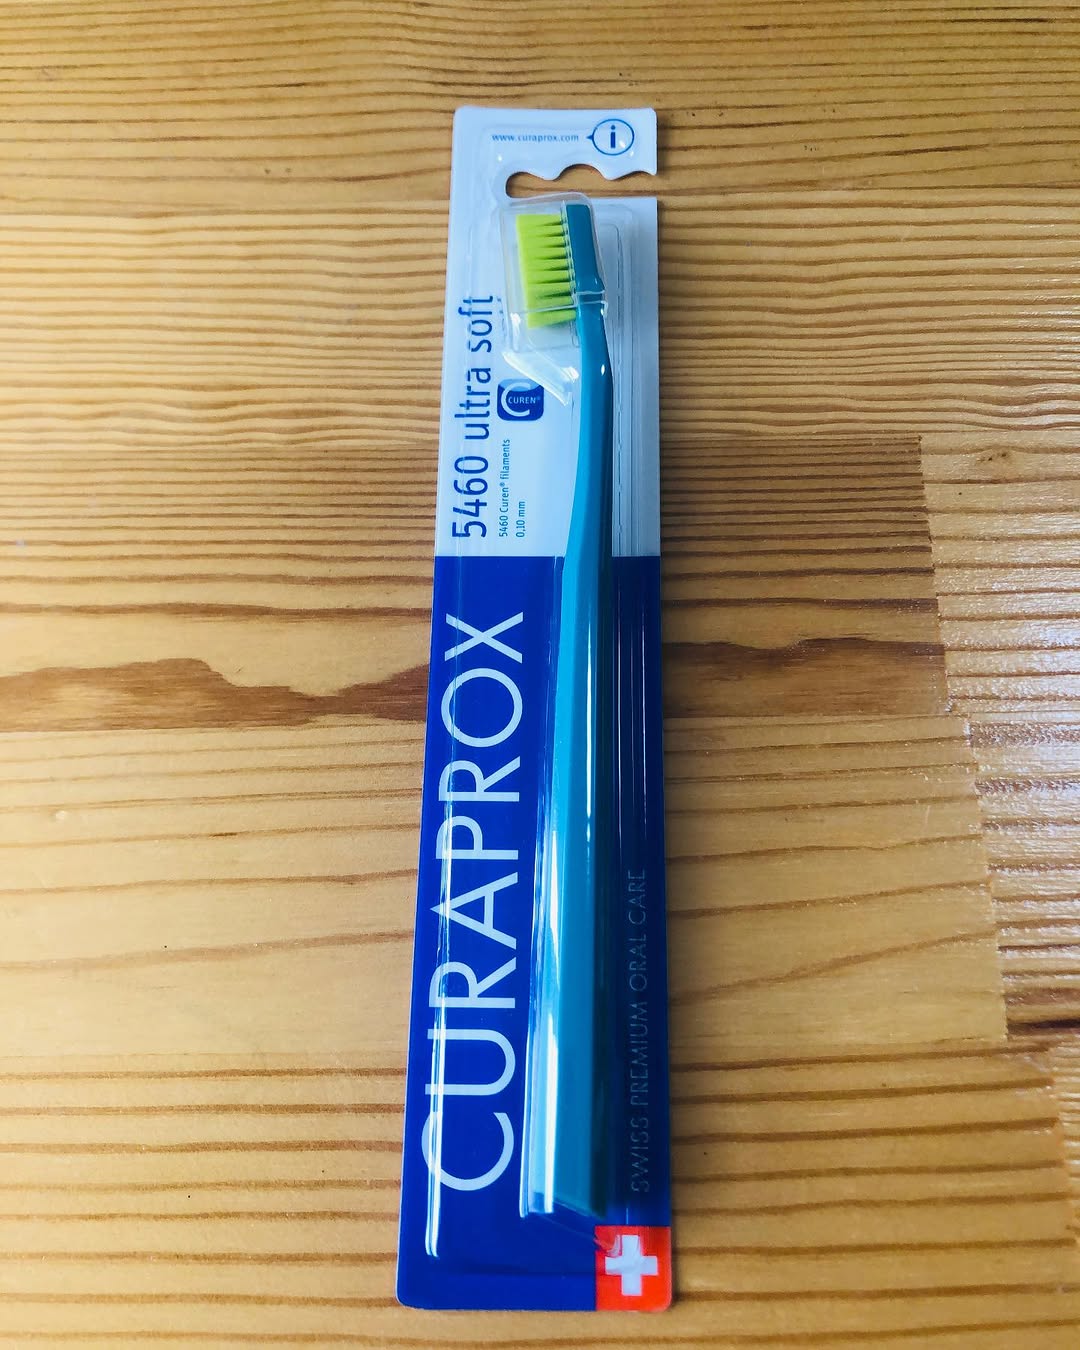 www.curaprox.com
i
5460 ultra soft
CUREN®
5460 Curen® filaments
0,10 mm
CURAPROX
SWISS PREMIUM ORAL CARE